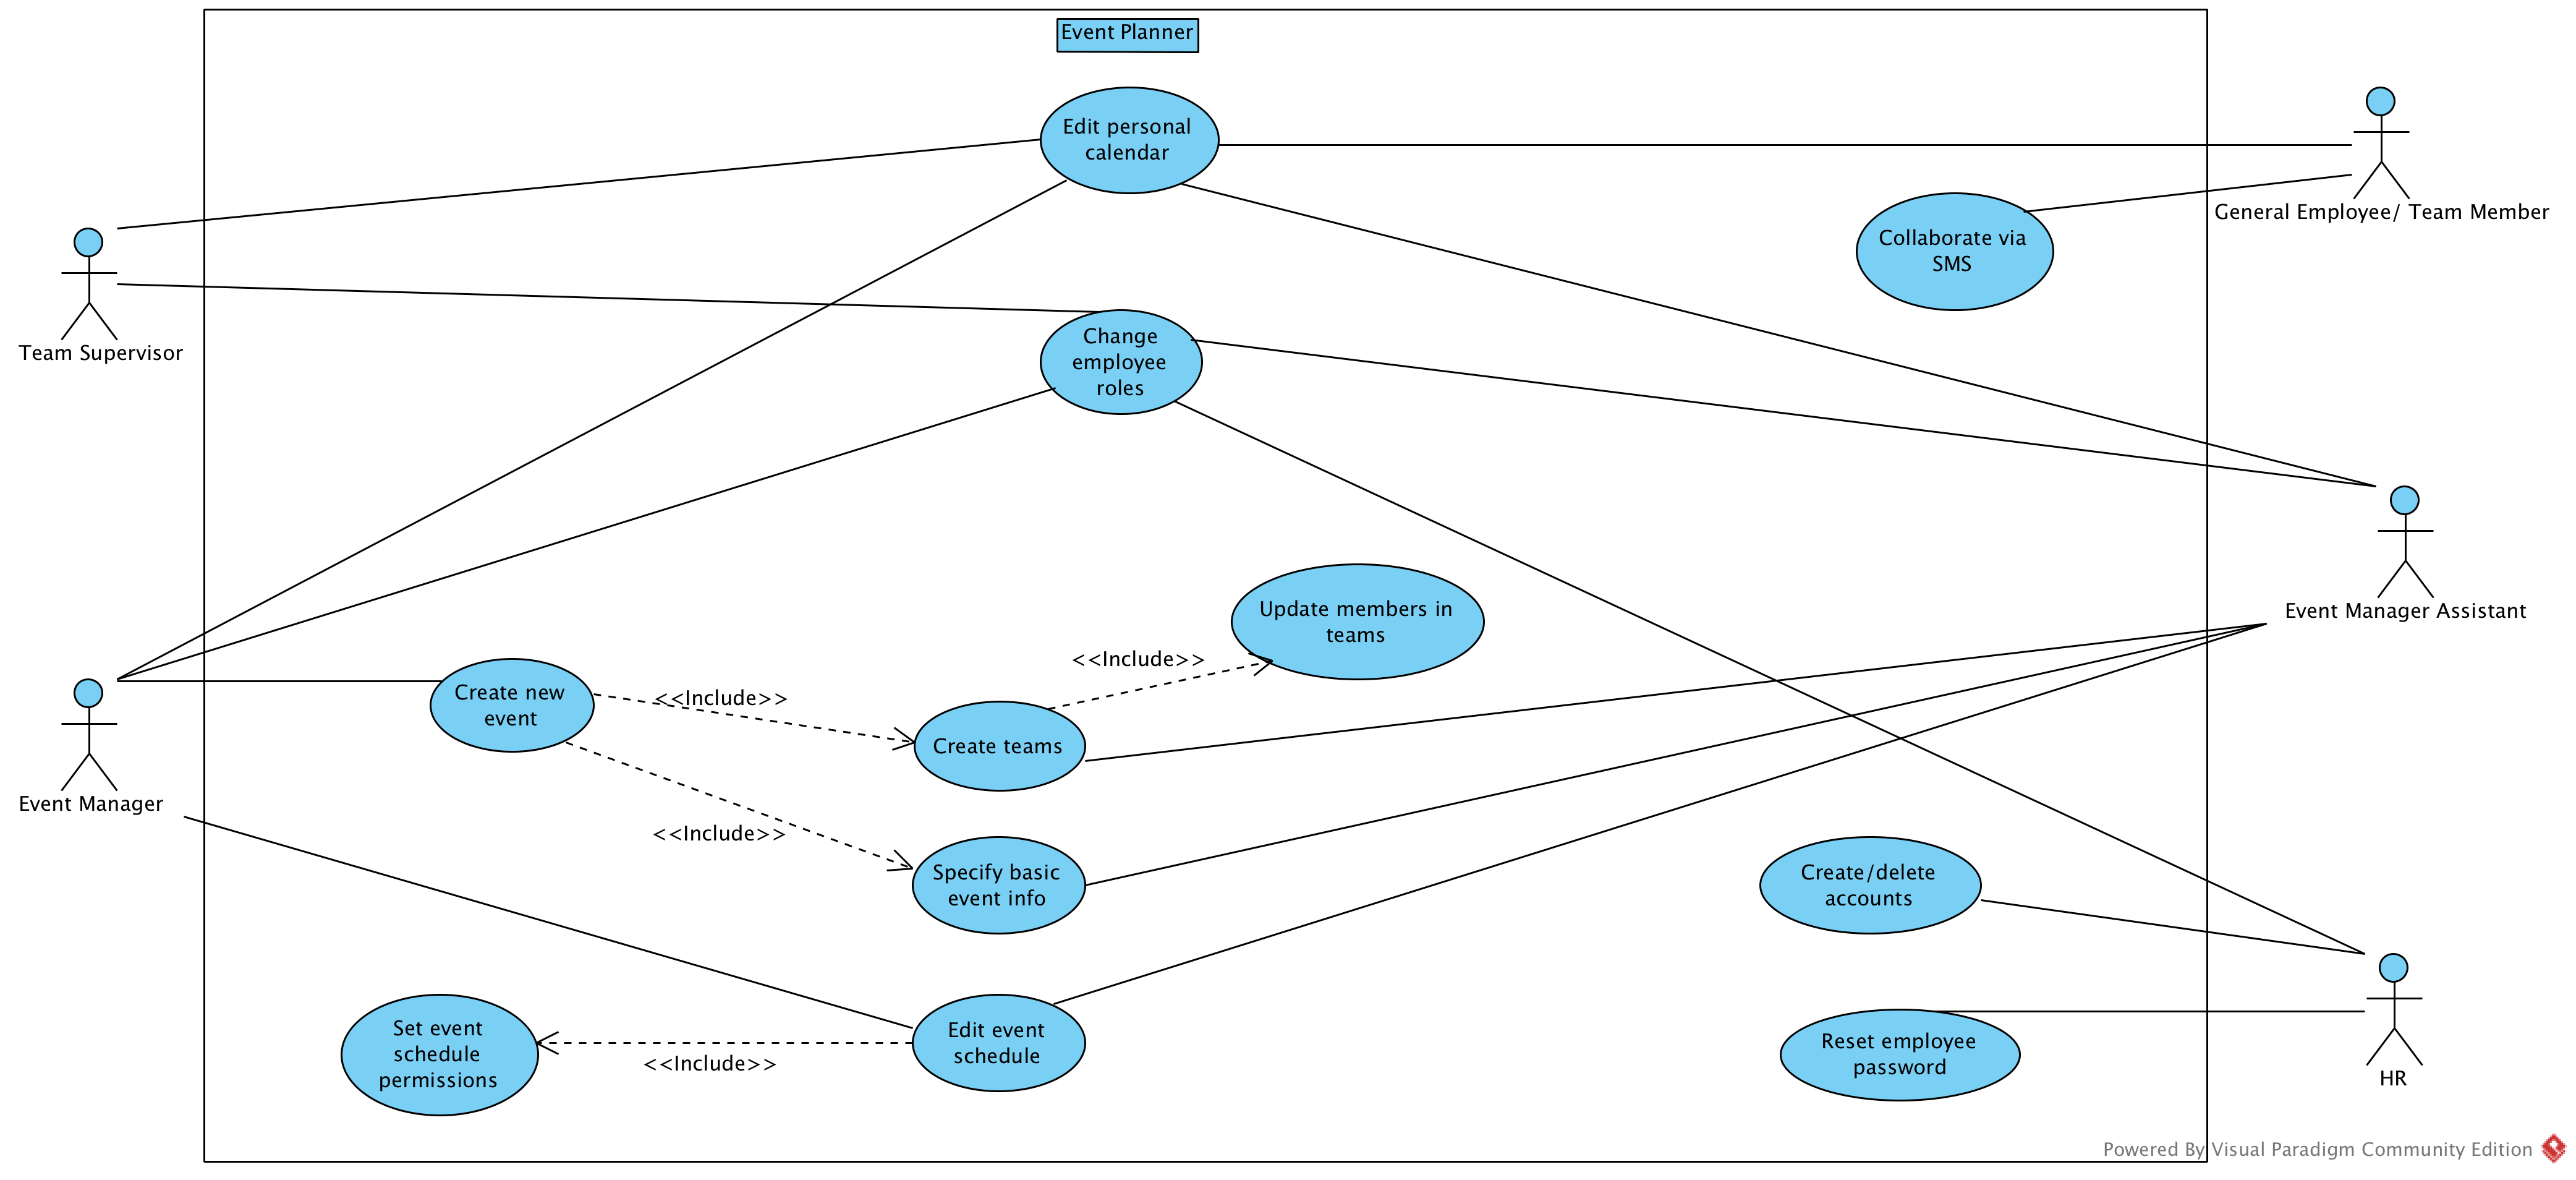 Event Planner
Edit personal
calendar
General Employee/ Team Member
Collaborate via
SMS
Team Supervisor
Change
employee
roles
Update members in
teams
Event Manager Assistant
<<Include>>
Create new
event
<<Include>>
Create teams
Event Manager
<<Include>>
Specify basic
event info
Create/delete
accounts
Set event
schedule
permissions
<<Include>>
Edit event
schedule
Reset employee
password
HR
Powered By Visual Paradigm Community Edition